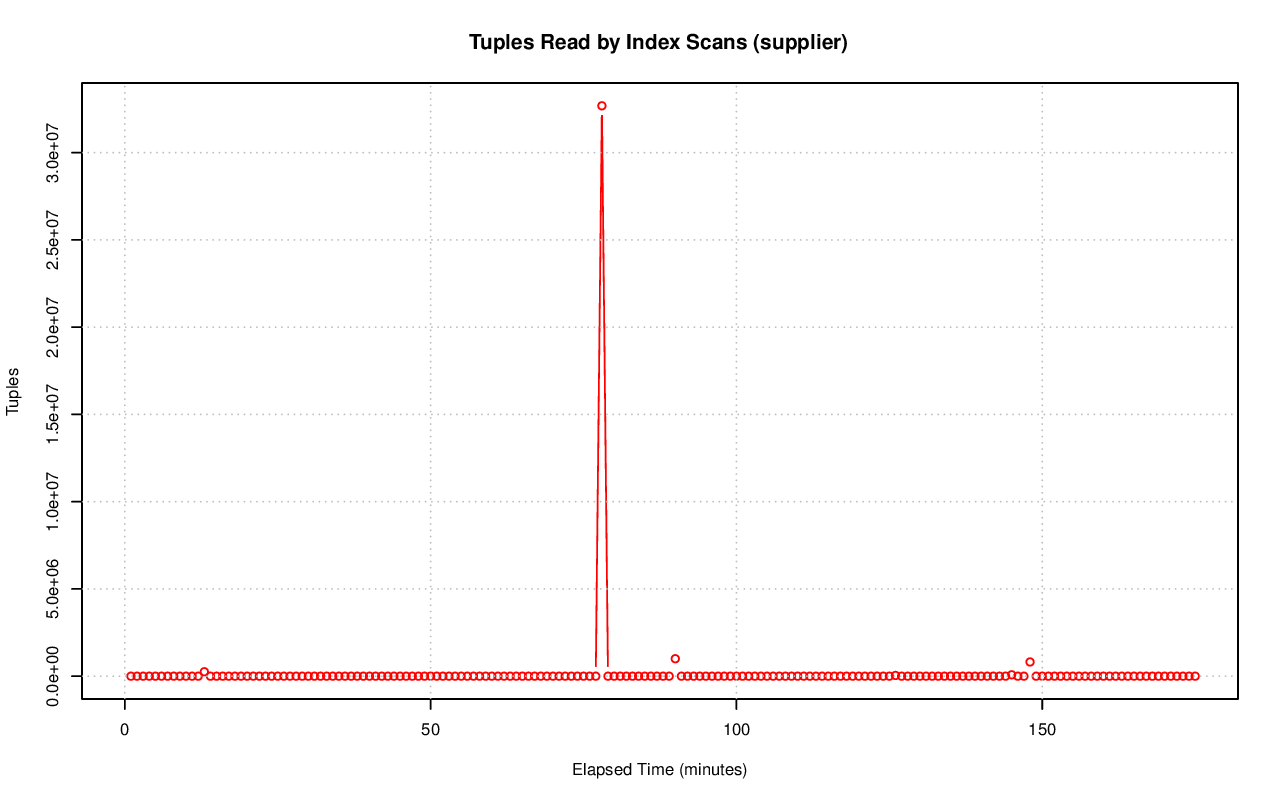 Tuples Read by Index Scans (supplier)
Tuples
3.0e+07
2.5e+07
2.0e+07
1.5e+07
1.0e+07
5.0e+06
0.0e+00
0 50 100 150
Elapsed Time (minutes)